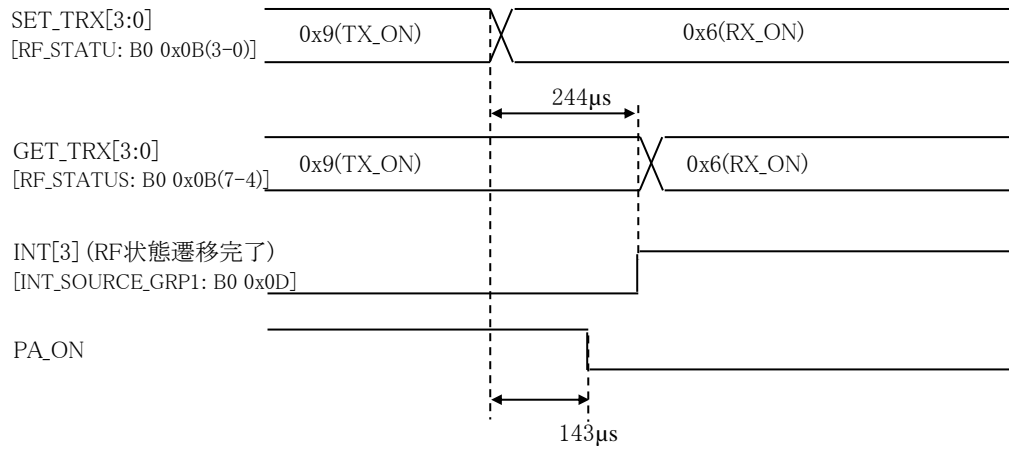 SET_TRX[3:0]
[RF_STATU: B0 0x0B(3-0)]
0x9(TX_ON)
0x6(RX_ON)
244μs
GET_TRX[3:0]
[RF_STATUS: B0 0x0B(7-4)]
0x9(TX_ON)
0x6(RX_ON)
INT[3] (RF状態遷移完了)
[INT_SOURCE_GRP1: B0 0x0D]
PA_ON
143μs